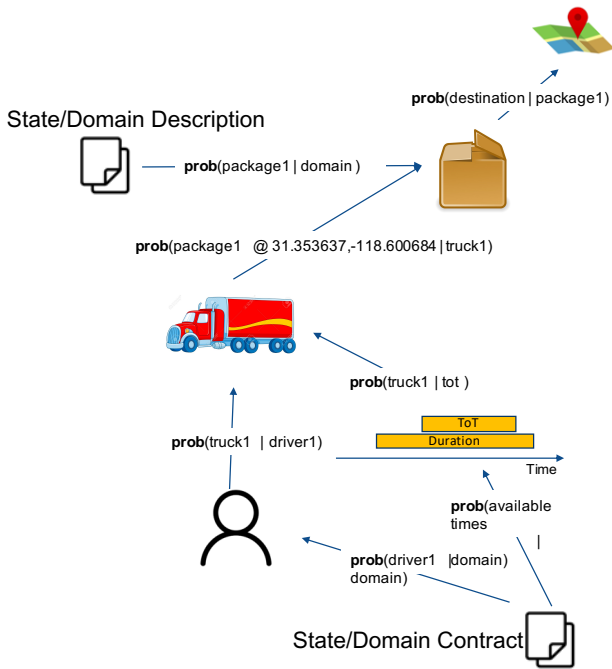 prob(destination | package1)
State/Domain Description
prob(package1 | domain )
prob(package1 @ 31.353637,-118.600684 | truck1)
prob(truck1 | tot )
ToT
prob(truck1 | driver1)
Duration
Time
prob(available
times
|
prob(driver1 |domain)
domain)
State/Domain Contract